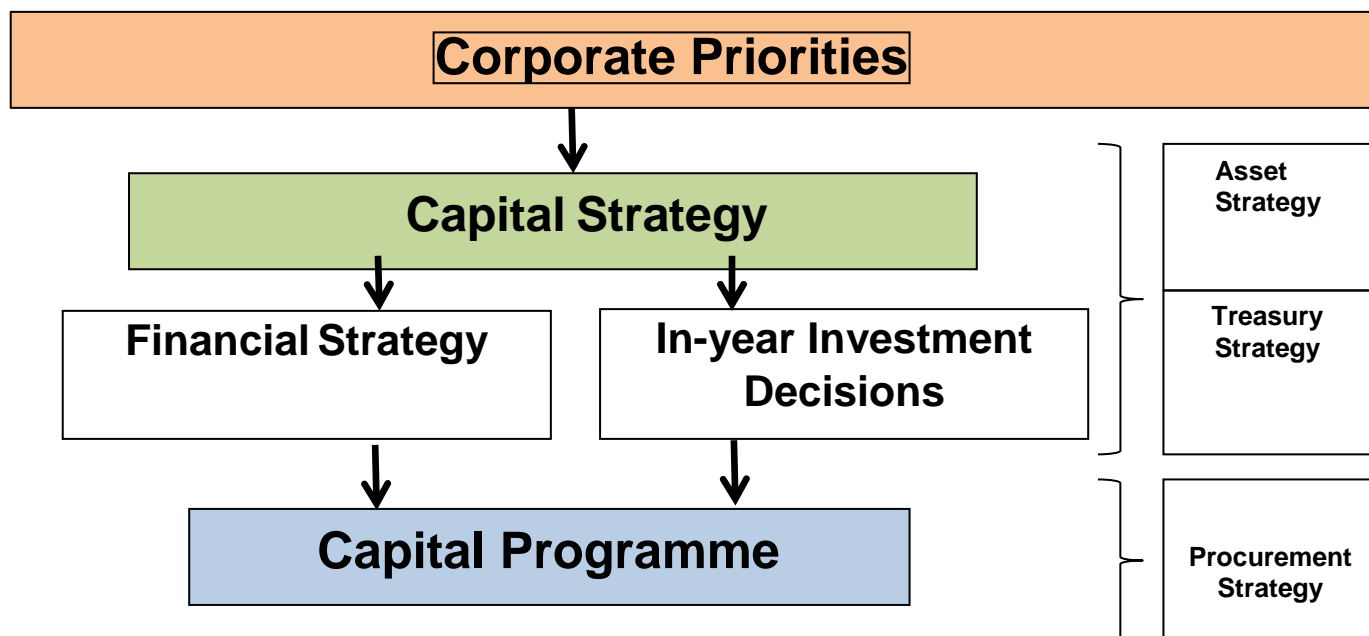 Corporate Priorities
Capital Strategy
Asset
Strategy
Financial Strategy
In-year Investment
Decisions
Treasury
Strategy
Capital Programme
Procurement
Strategy